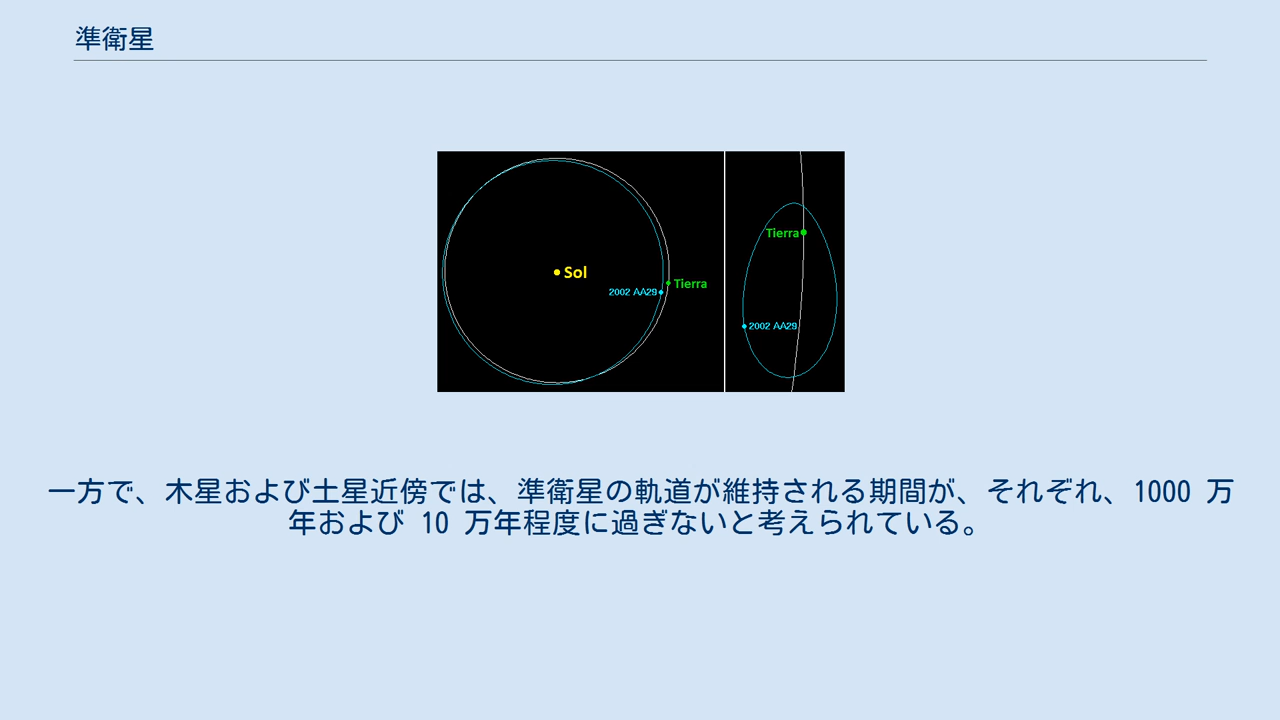 準衛星
Sol
2002 AA29
Tierra
Tierra
2002 AA29
一方で、木星および土星近傍では、準衛星の軌道が維持される期間が、それぞれ、1000 万
年および 10 万年程度に過ぎないと考えられている。